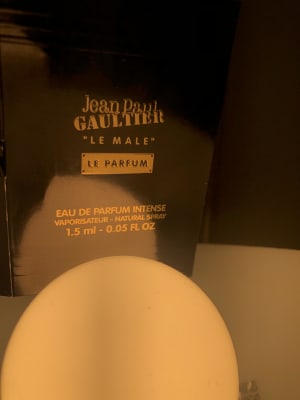 Jean Paul
GAULTIER
"LE MALE"
LE PARFUM
EAU DE PARFUM INTENSE
VAPORISATEUR - NATURAL SPRAY
1.5 ml - 0.05 FL OZ